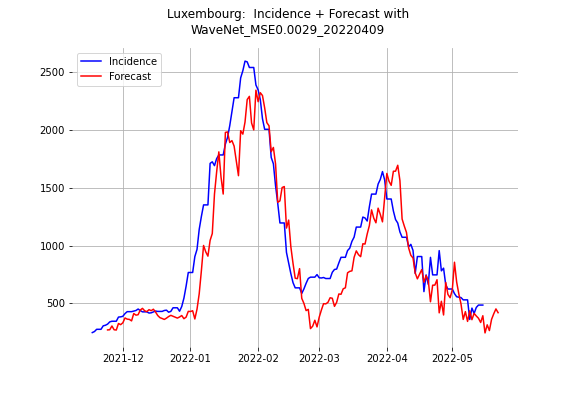 Luxembourg:  Incidence + Forecast with
WaveNet_MSE0.0029_20220409
Incidence
Forecast
2500
2000
1500
1000
500
2021-12
2022-01
2022-02
2022-03
2022-04
2022-05